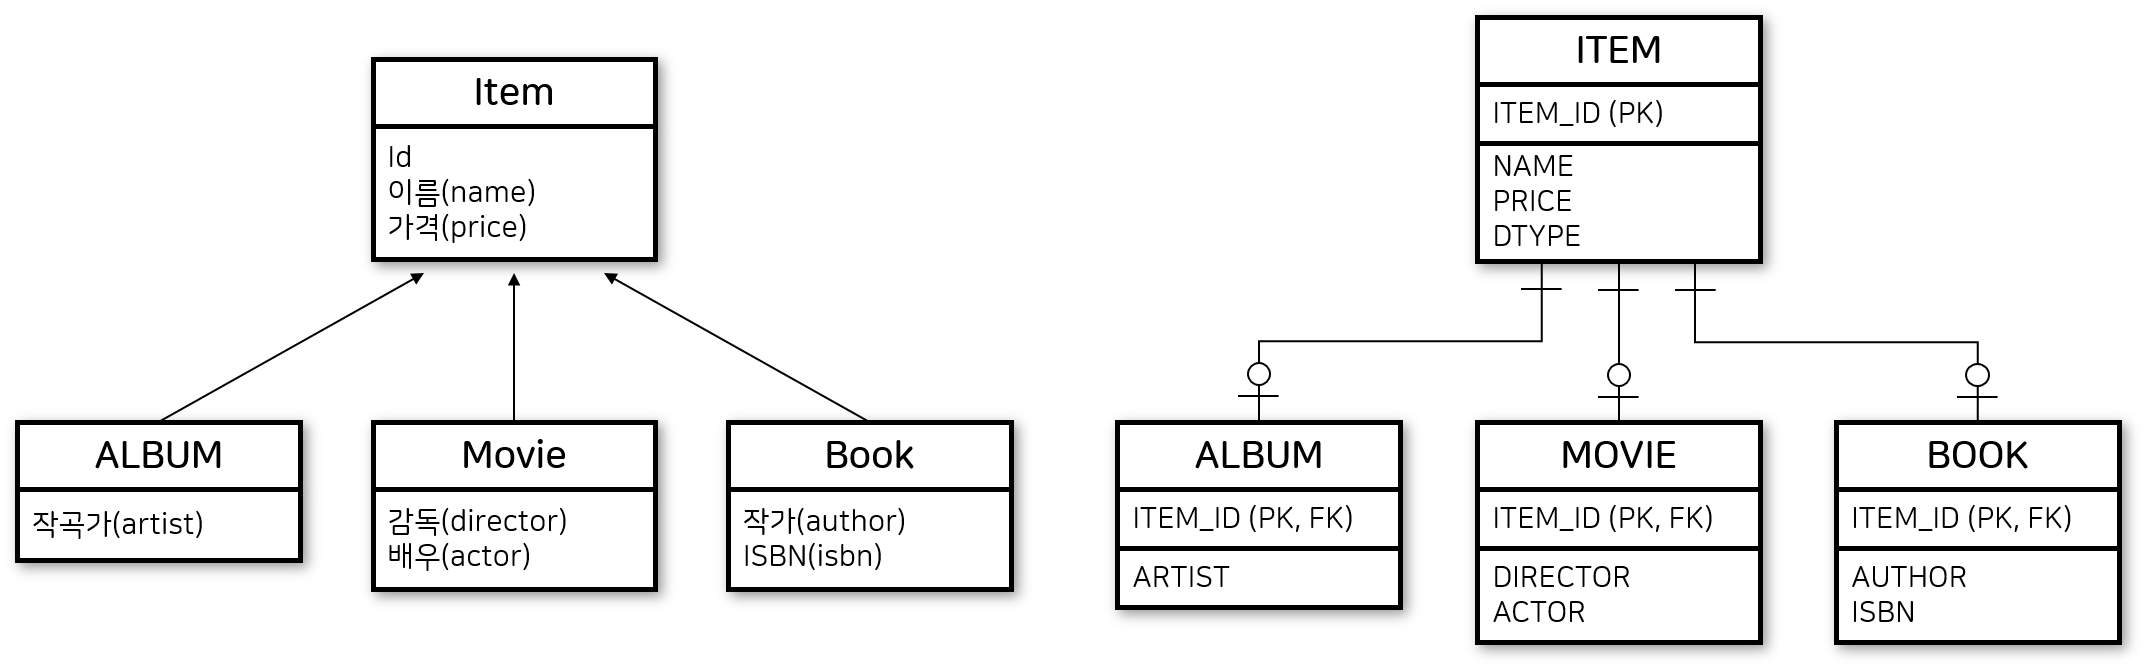 Item
Id
이름(name)
가격(price)
ALBUM
작곡가(artist)
Movie
감독(director)
배우(actor)
Book
작가(author)
ISBN(isbn)
ITEM
ITEM_ID (PK)
NAME
PRICE
DTYPE
ALBUM
ITEM_ID (PK, FK)
ARTIST
MOVIE
ITEM_ID (PK, FK)
DIRECTOR
ACTOR
BOOK
ITEM_ID (PK, FK)
AUTHOR
ISBN